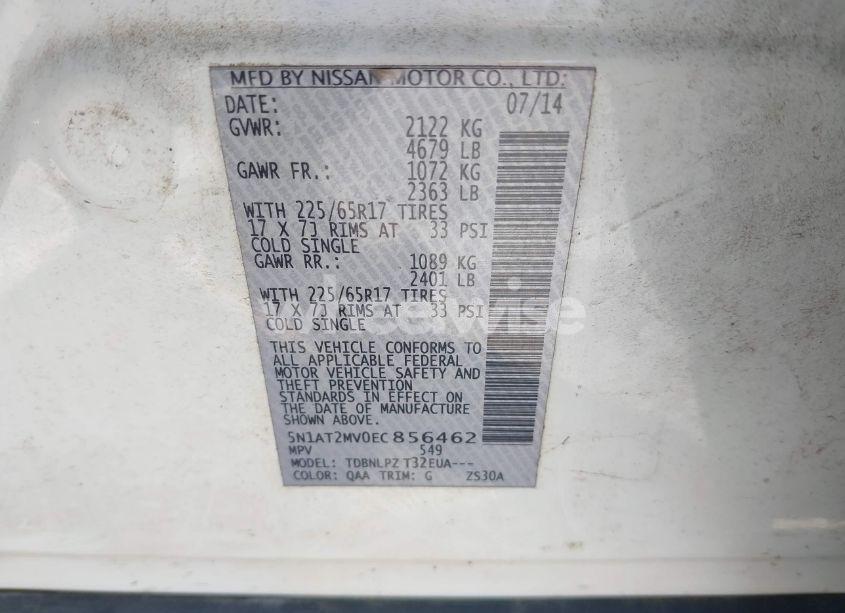 MFD BY NISSAN MOTOR CO., LTD:
DATE: 07/14
GVWR: 2122 KG
4679 LB
GAWR FR.: 1072 KG
2363 LB
WITH 225/65R17 TIRES
17 X 7J RIMS AT 33 PSI
COLD SINGLE
GAWR RR.: 1089 KG
2401 LB
WITH 225/65R17 TIRES
17 X 7J RIMS AT 33 PSI
COLD SINGLE
THIS VEHICLE CONFORMS TO
ALL APPLICABLE FEDERAL
MOTOR VEHICLE SAFETY AND
THEFT PREVENTION
STANDARDS IN EFFECT ON
THE DATE OF MANUFACTURE
SHOWN ABOVE.
5N1AT2MV0EC856462
MPV 549
MODEL: TDBNLPZ T32EUA---
COLOR: QAA TRIM: G ZS30A